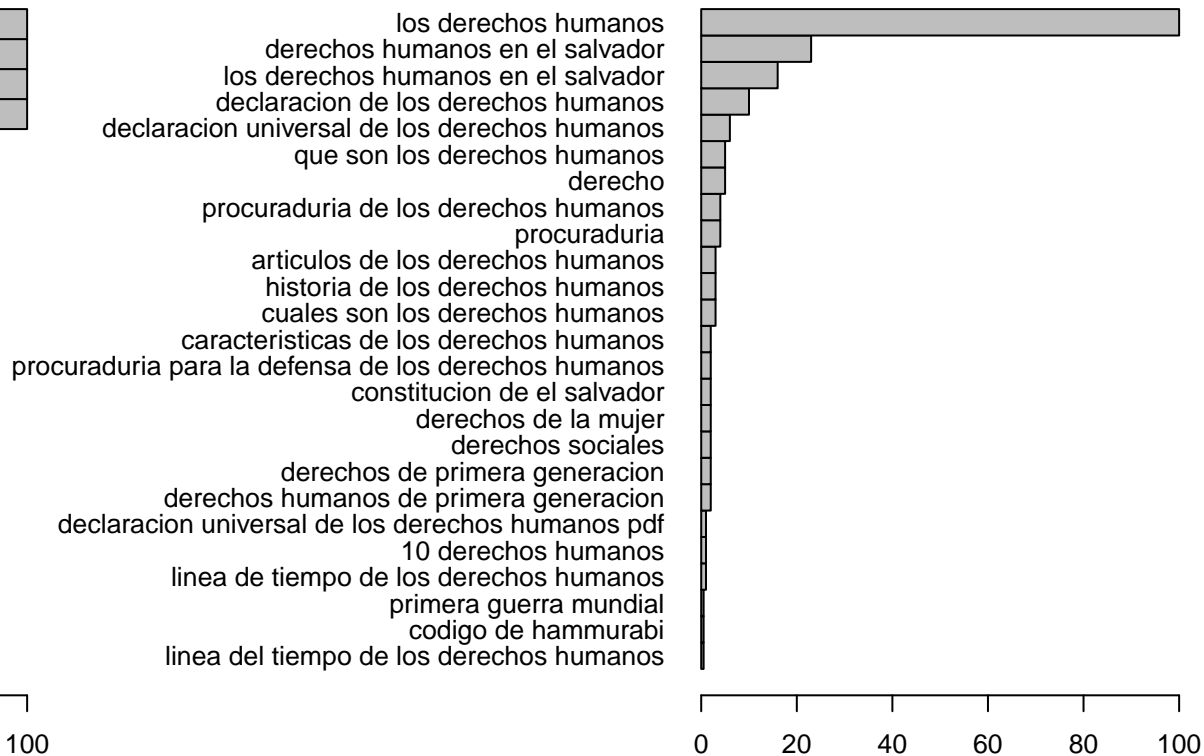 los derechos humanos
derechos humanos en el salvador
los derechos humanos en el salvador
declaracion de los derechos humanos
declaracion universal de los derechos humanos
que son los derechos humanos
derecho
procuraduria de los derechos humanos
procuraduria
articulos de los derechos humanos
historia de los derechos humanos
cuales son los derechos humanos
caracteristicas de los derechos humanos
procuraduria para la defensa de los derechos humanos
constitucion de el salvador
derechos de la mujer
derechos sociales
derechos de primera generacion
derechos humanos de primera generacion
declaracion universal de los derechos humanos pdf
10 derechos humanos
linea de tiempo de los derechos humanos
primera guerra mundial
codigo de hammurabi
linea del tiempo de los derechos humanos
100
0 20 40 60 80 100